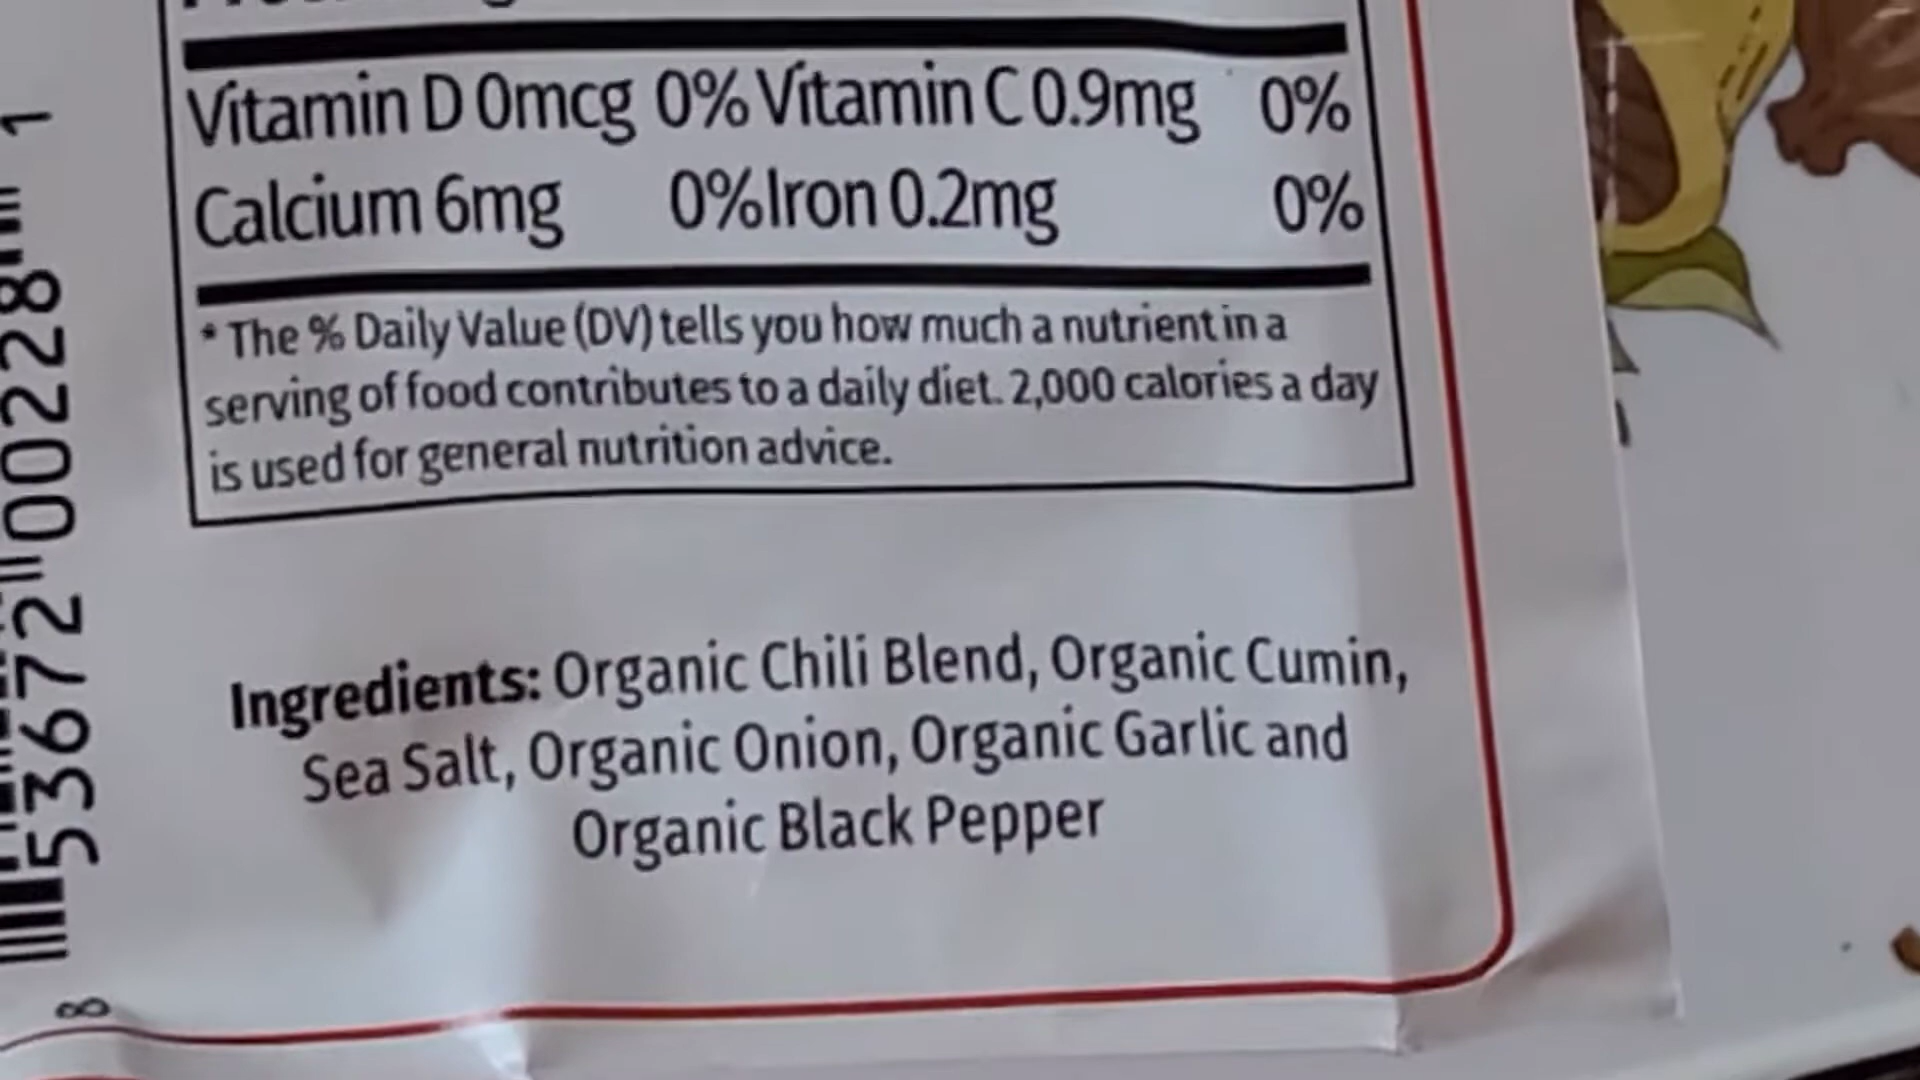 Vitamin D 0mcg 0% Vitamin C 0.9mg 0%
Calcium 6mg 0% Iron 0.2mg 0%
* The % Daily Value (DV) tells you how much a nutrient in a
serving of food contributes to a daily diet. 2,000 calories a day
is used for general nutrition advice.
Ingredients: Organic Chili Blend, Organic Cumin,
Sea Salt, Organic Onion, Organic Garlic and
Organic Black Pepper
8 53672 00228 1